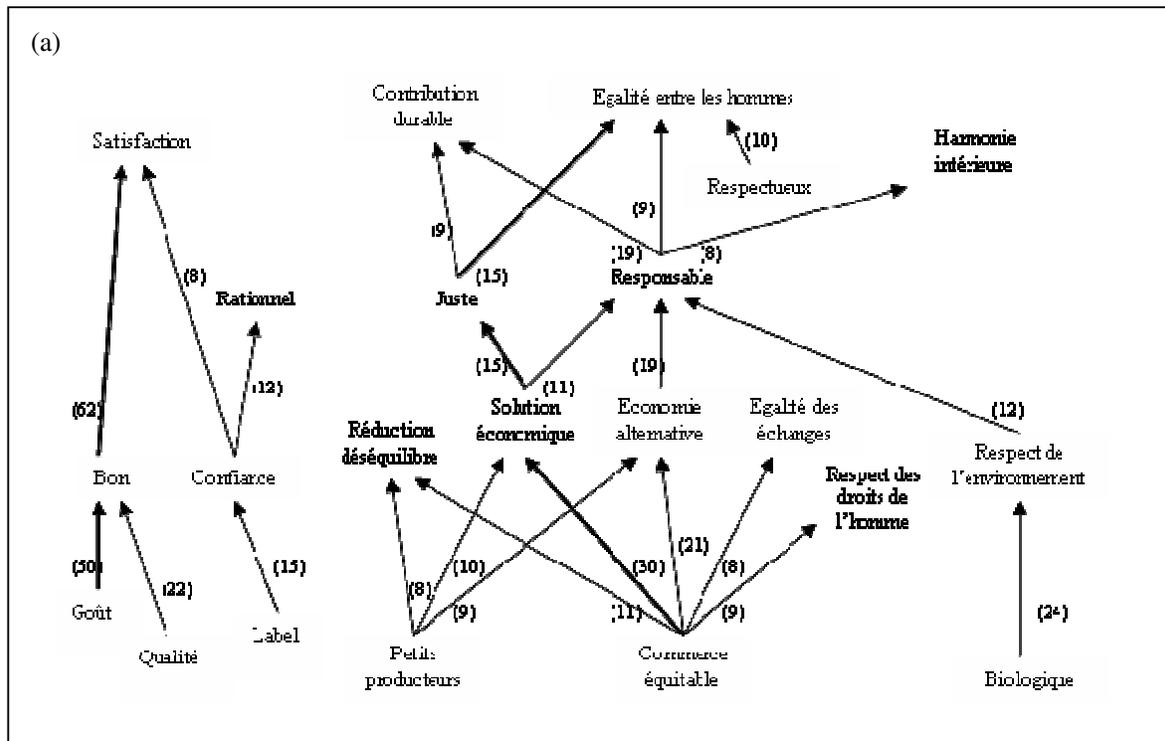 (a)
Contribution
durable
Egalité entre les hommes
Satisfaction
(10)
Harmonie
intérieure
Respectueux
(9)
(9)
(8)
(19)
(8)
(15)
Responsable
Rationnel
Juste
(12)
(15)
(11)
(19)
(62)
Solution
économique
Economie
alternative
Egalté des
échanges
(12)
Réduction
déséquilibre
Respect de
l'environnement
Bon
Confiance
Respect des
droits de
l'homme
(50)
(22)
(15)
(8)
(10)
(9)
(11)
(30)
(21)
(8)
(9)
(24)
Goût
Label
Qualité
Petits
producteurs
Commerce
équitable
Biologique